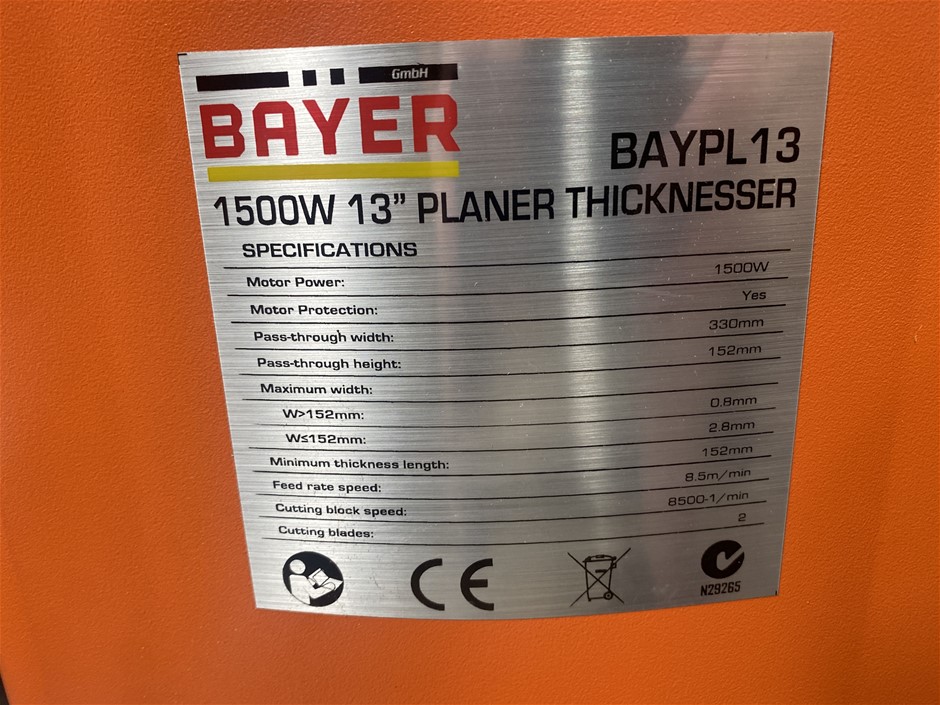 GmbH
BÄYER
BAYPL13
1500W 13” PLANER THICKNESSER
SPECIFICATIONS
Motor Power: 1500W
Motor Protection: Yes
Pass-through width: 330mm
Pass-through height: 152mm
Maximum width:
W>152mm: 0.8mm
W≤152mm: 2.8mm
Minimum thickness length: 152mm
Feed rate speed: 8.5m/min
Cutting block speed: 8500-1/min
Cutting blades: 2
CE
N29265